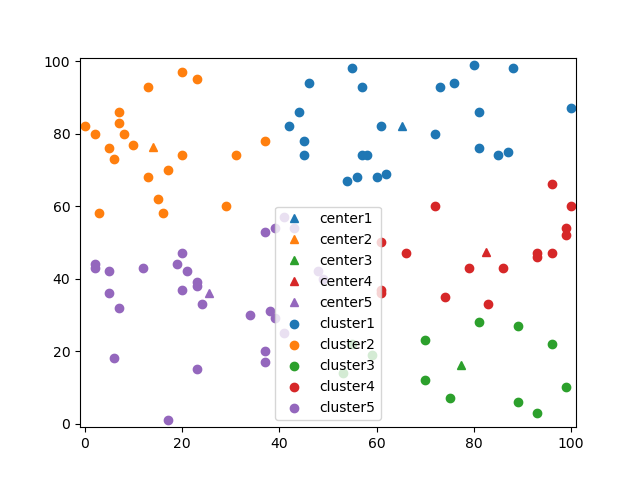 100
80
60
40
20
0
center1
center2
center3
center4
center5
cluster1
cluster2
cluster3
cluster4
cluster5
0 20 40 60 80 100